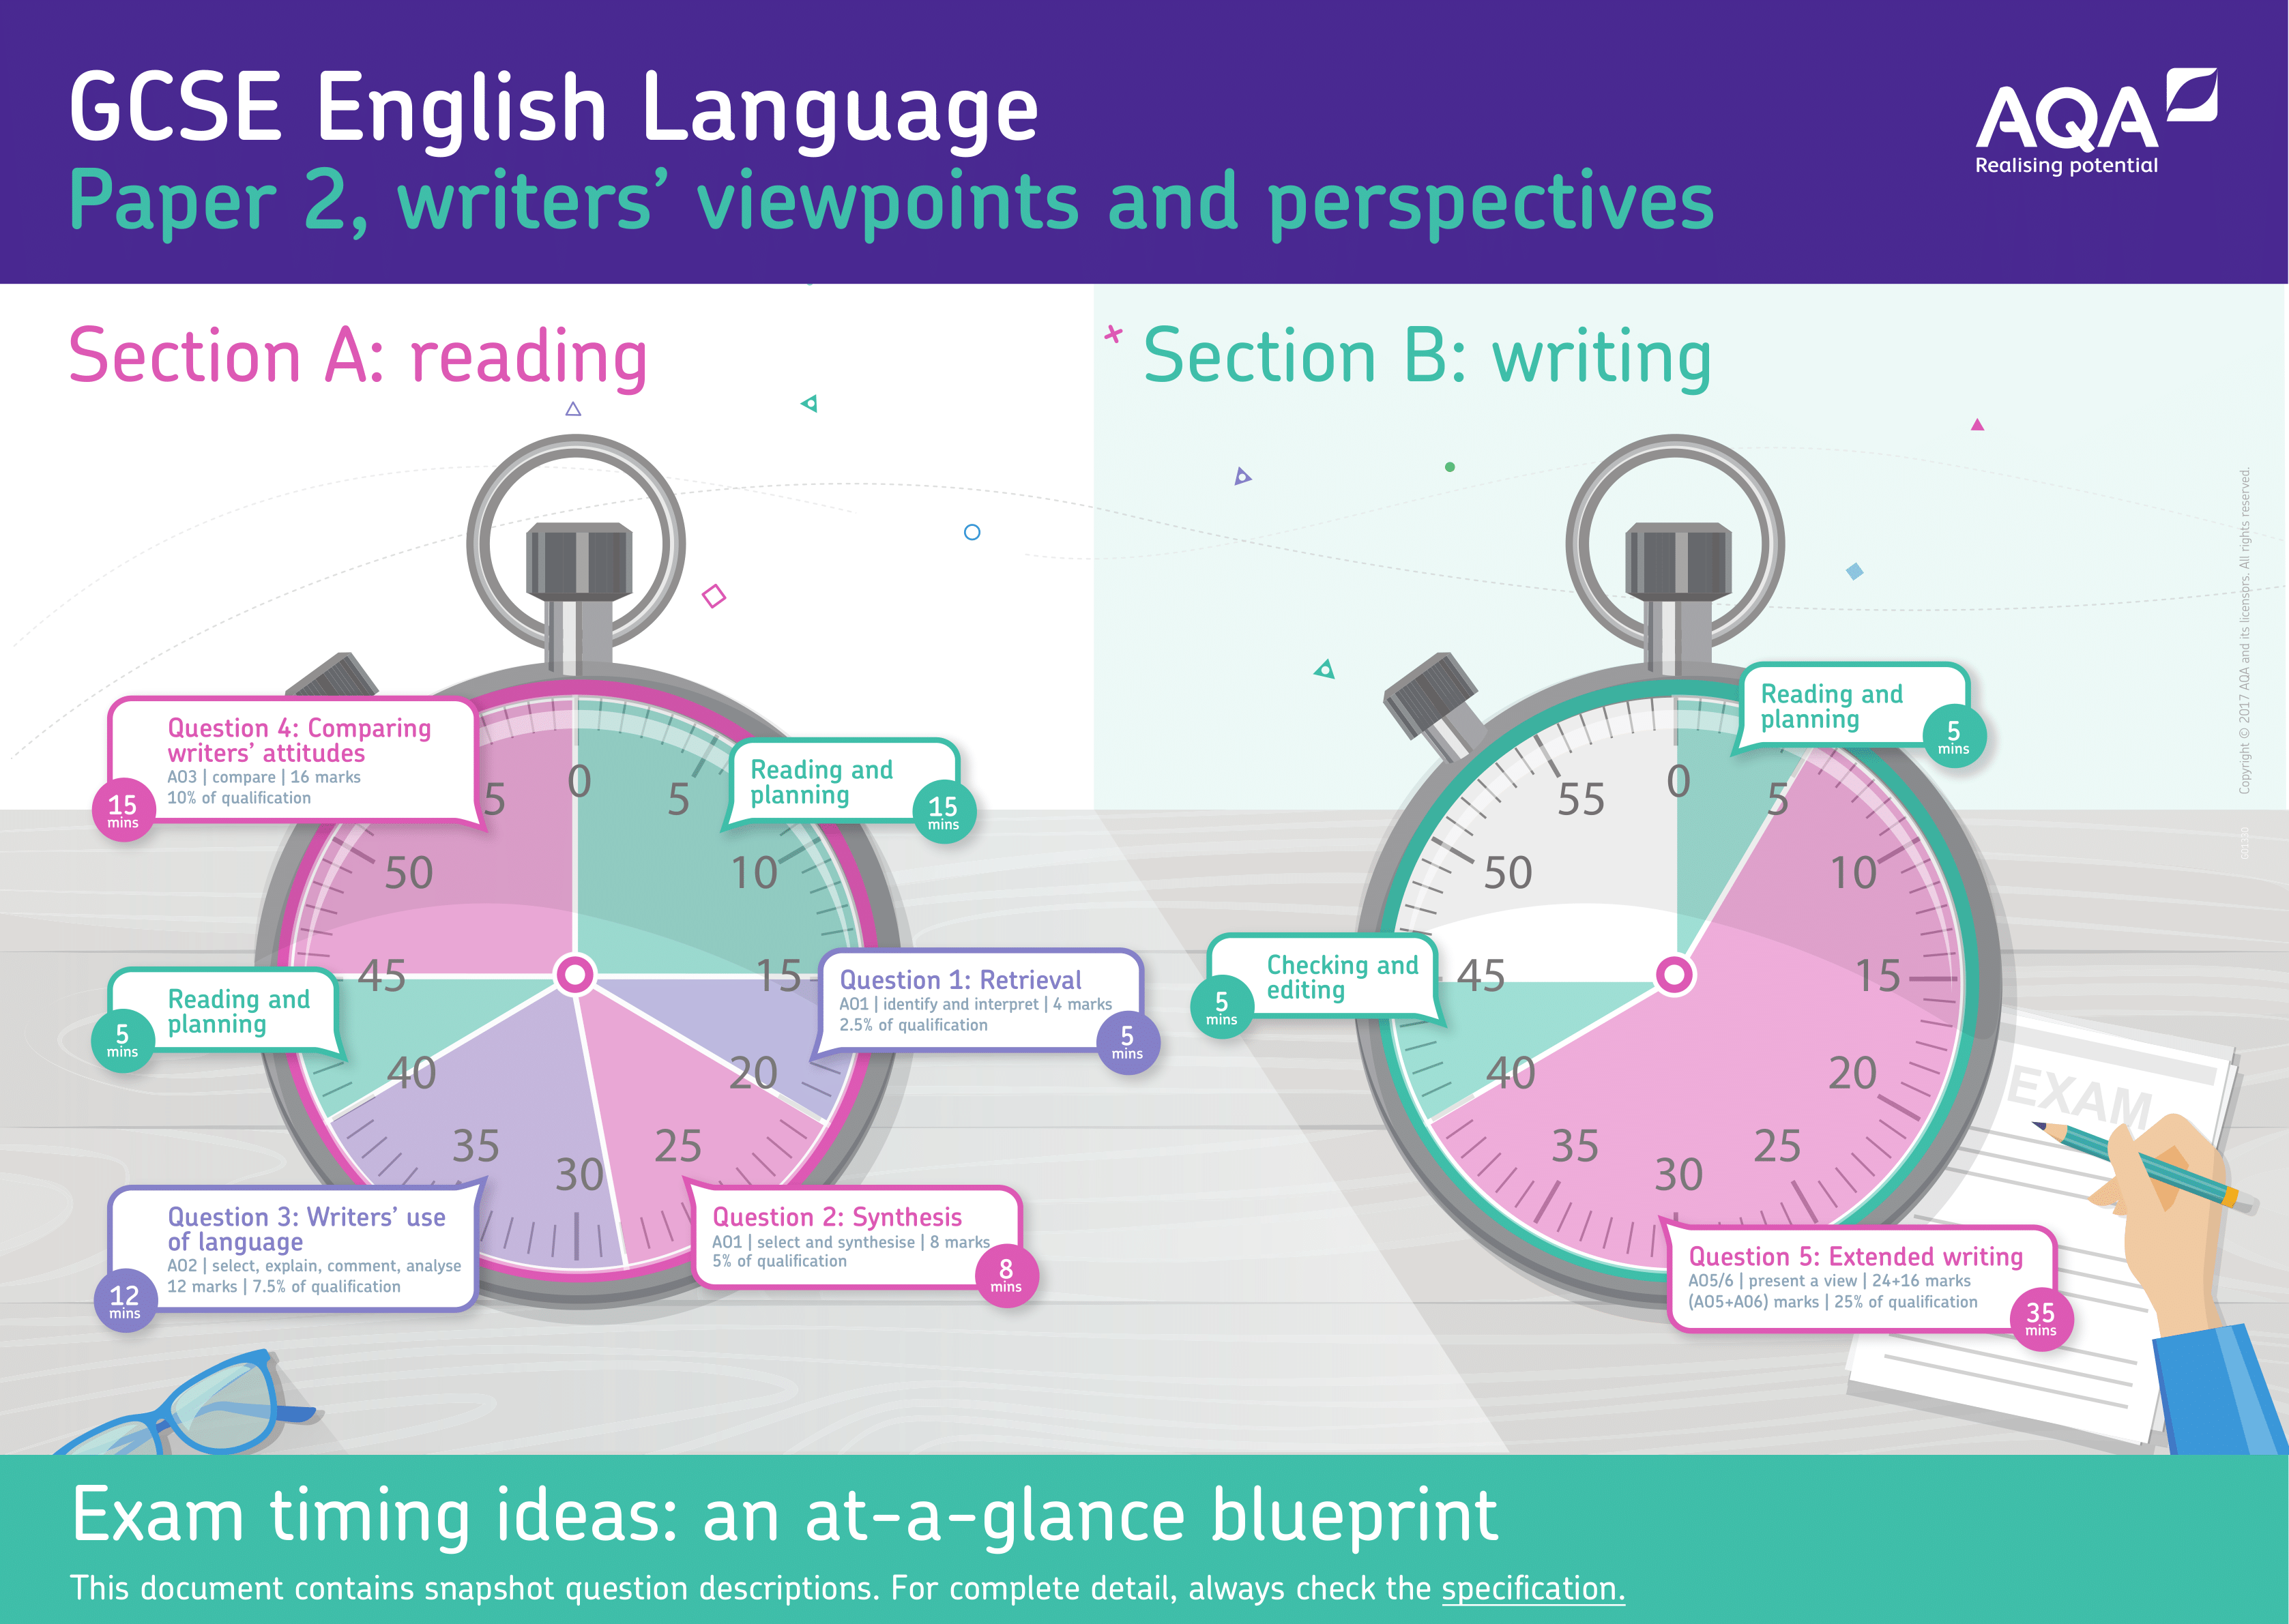 GCSE English Language
Paper 2, writers' viewpoints and perspectives
AQA
Realising potential
Section A: reading
Question 4: Comparing
writers' attitudes
AO3 | compare | 16 marks
10% of qualification
15
mins
Reading and
planning
15
mins
Question 1: Retrieval
AO1 | identify and interpret | 4 marks
2.5% of qualification
5
mins
Reading and
planning
5
mins
Question 3: Writers' use
of language
AO2 | select, explain, comment, analyse
12 marks | 7.5% of qualification
12
mins
Question 2: Synthesis
AO1 | select and synthesise | 8 marks
5% of qualification
8
mins
0
5
10
15
20
25
30
35
40
45
50
5
Section B: writing
Reading and
planning
5
mins
Checking and
editing
5
mins
Question 5: Extended writing
AO5/6 | present a view | 24+16 marks
(AO5+AO6) marks | 25% of qualification
35
mins
0
5
10
15
20
25
30
35
40
45
50
55
EXAM
Copyright © 2017 AQA and its licensors. All rights reserved.
Exam timing ideas: an at-a-glance blueprint
This document contains snapshot question descriptions. For complete detail, always check the specification.